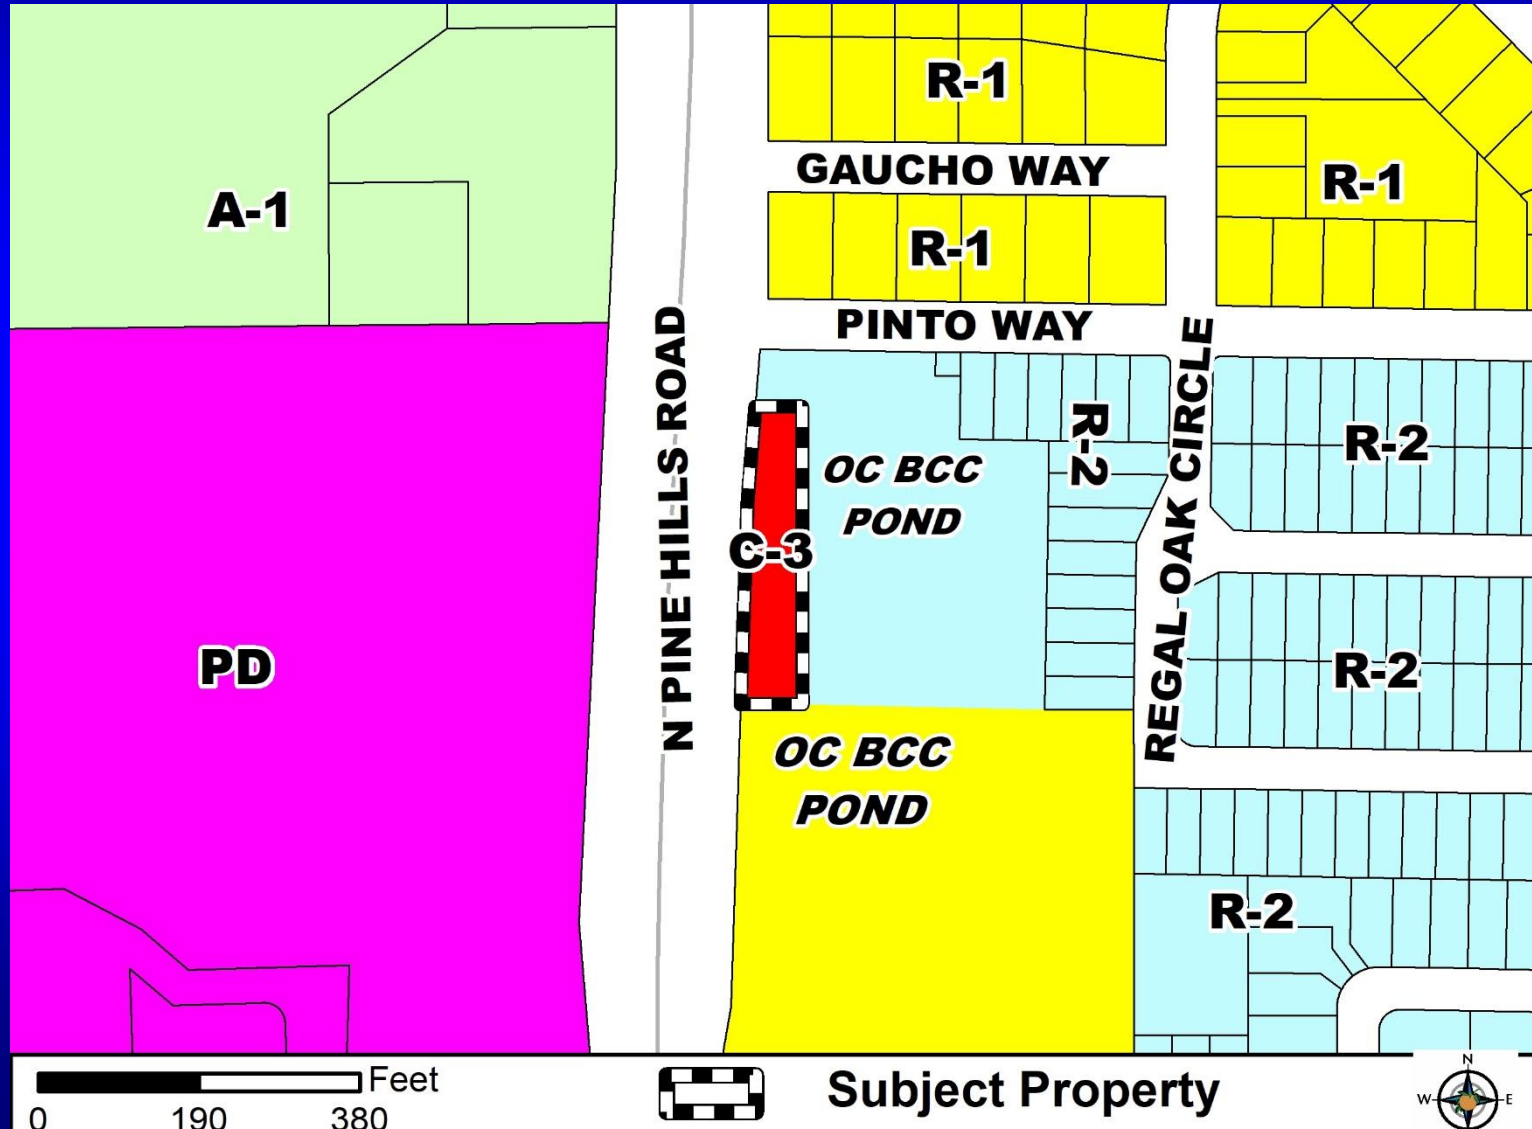 R-1
GAUCHO WAY
R-1
A-1
R-1
PINTO WAY
N PINE HILLS ROAD
REGAL OAK CIRCLE
R-2
R-2
OC BCC
POND
C-3
PD
R-2
OC BCC
POND
R-2
Feet
0 190 380
Subject Property
N
W E